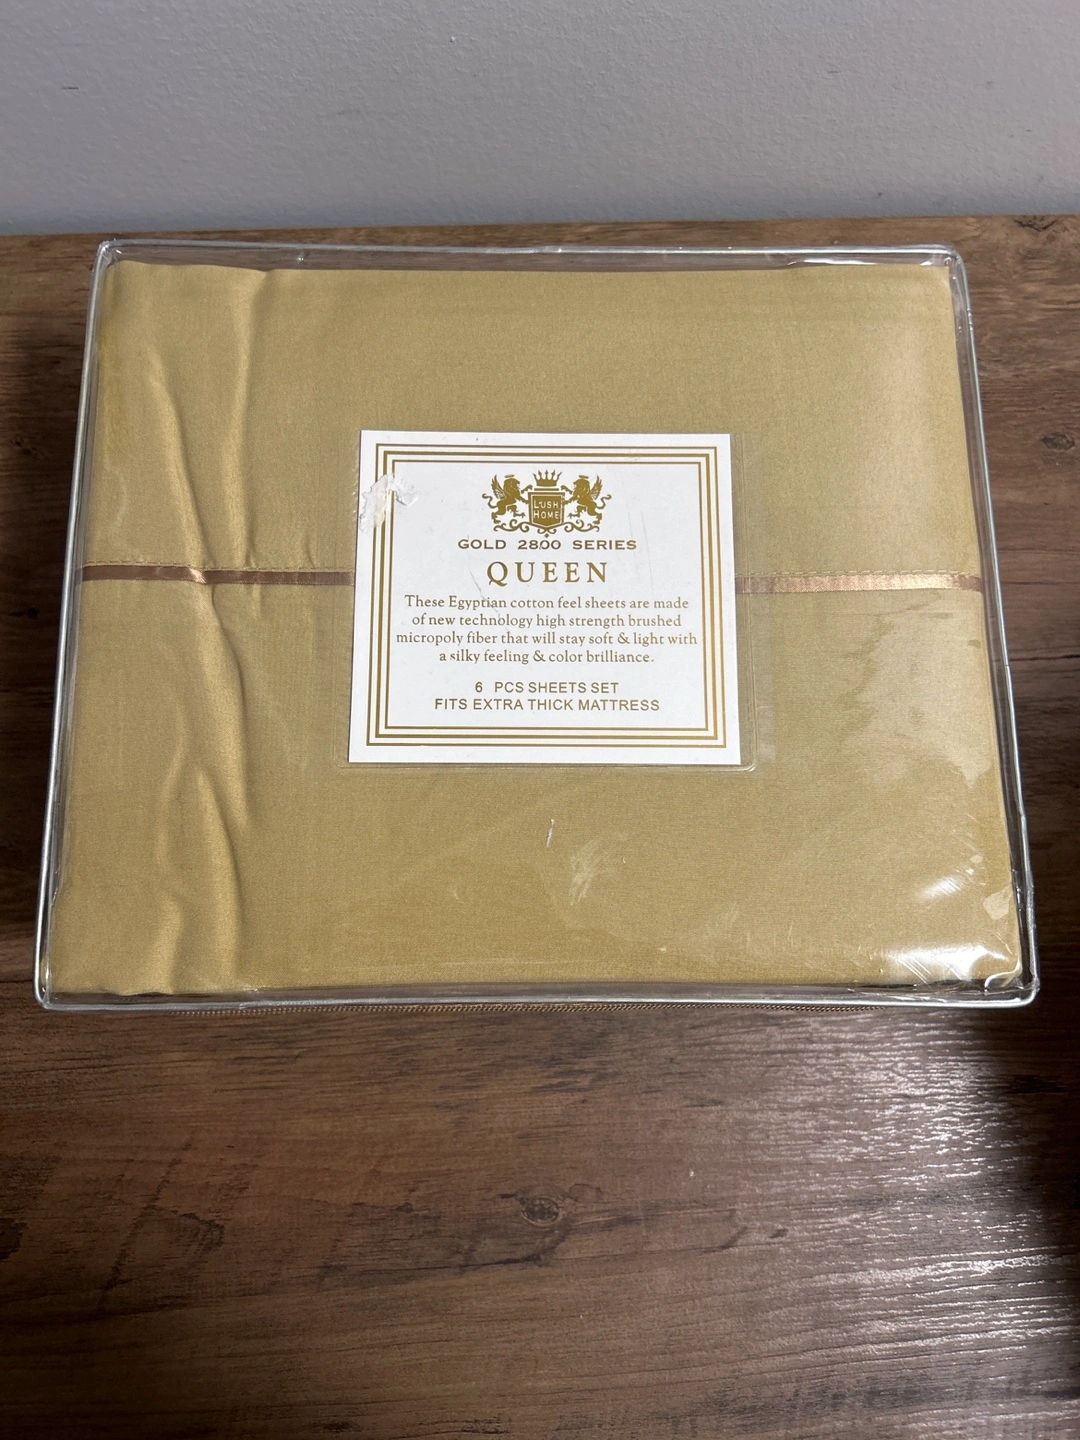 LUSH
HOME
GOLD 2800 SERIES
QUEEN
These Egyptian cotton feel sheets are made
of new technology high strength brushed
micropoly fiber that will stay soft & light with
a silky feeling & color brilliance.
6 PCS SHEETS SET
FITS EXTRA THICK MATTRESS